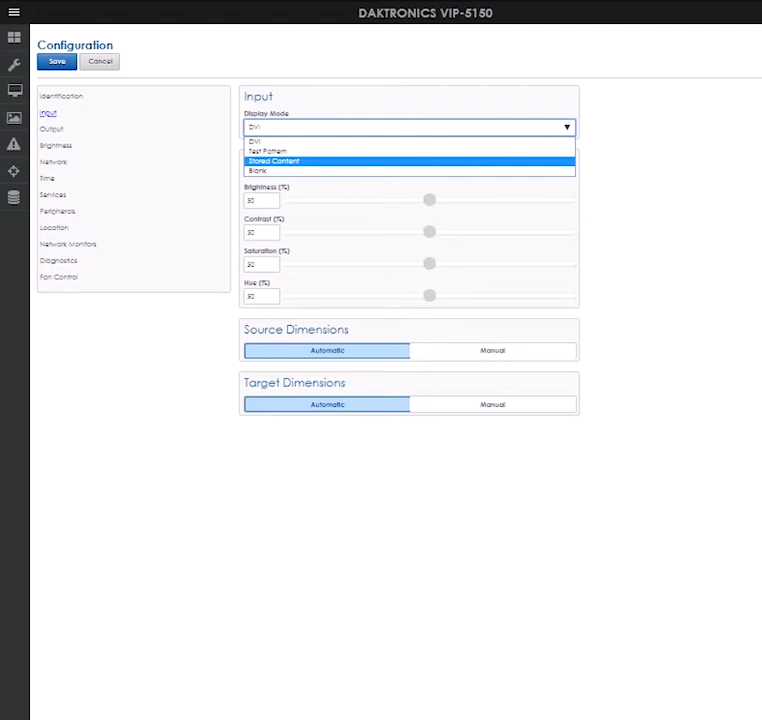 DAKTRONICS VIP-5150
Configuration
Save
Cancel
Identification
Input
Output
Brightness
Network
Time
Services
Peripherals
Location
Network Monitors
Diagnostics
Fan Control
Input
Display Mode
DVI
DVI
Test Pattern
Stored Content
Blank
Brightness (%)
50
Contrast (%)
50
Saturation (%)
50
Hue (%)
50
Source Dimensions
Automatic
Manual
Target Dimensions
Automatic
Manual